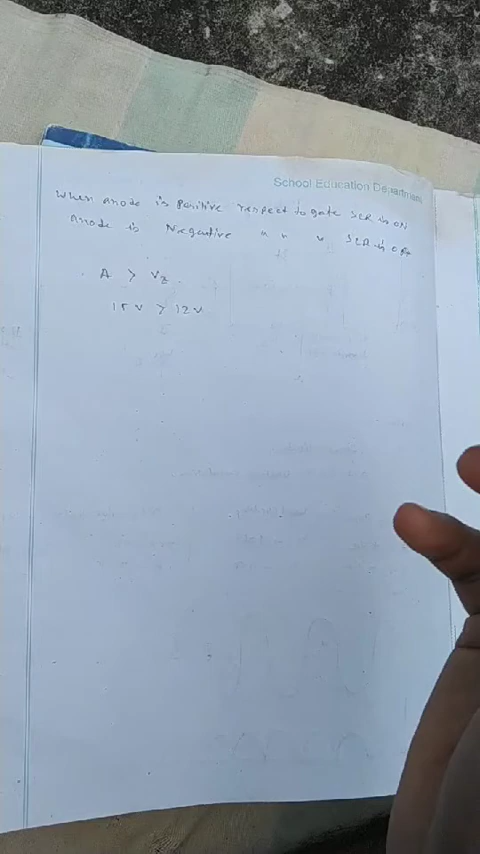 School Education Department
When anode is Positive respect to gate SCR is on
Anode is Negative " " " SCR is off
A > Vz
15 V > 12V